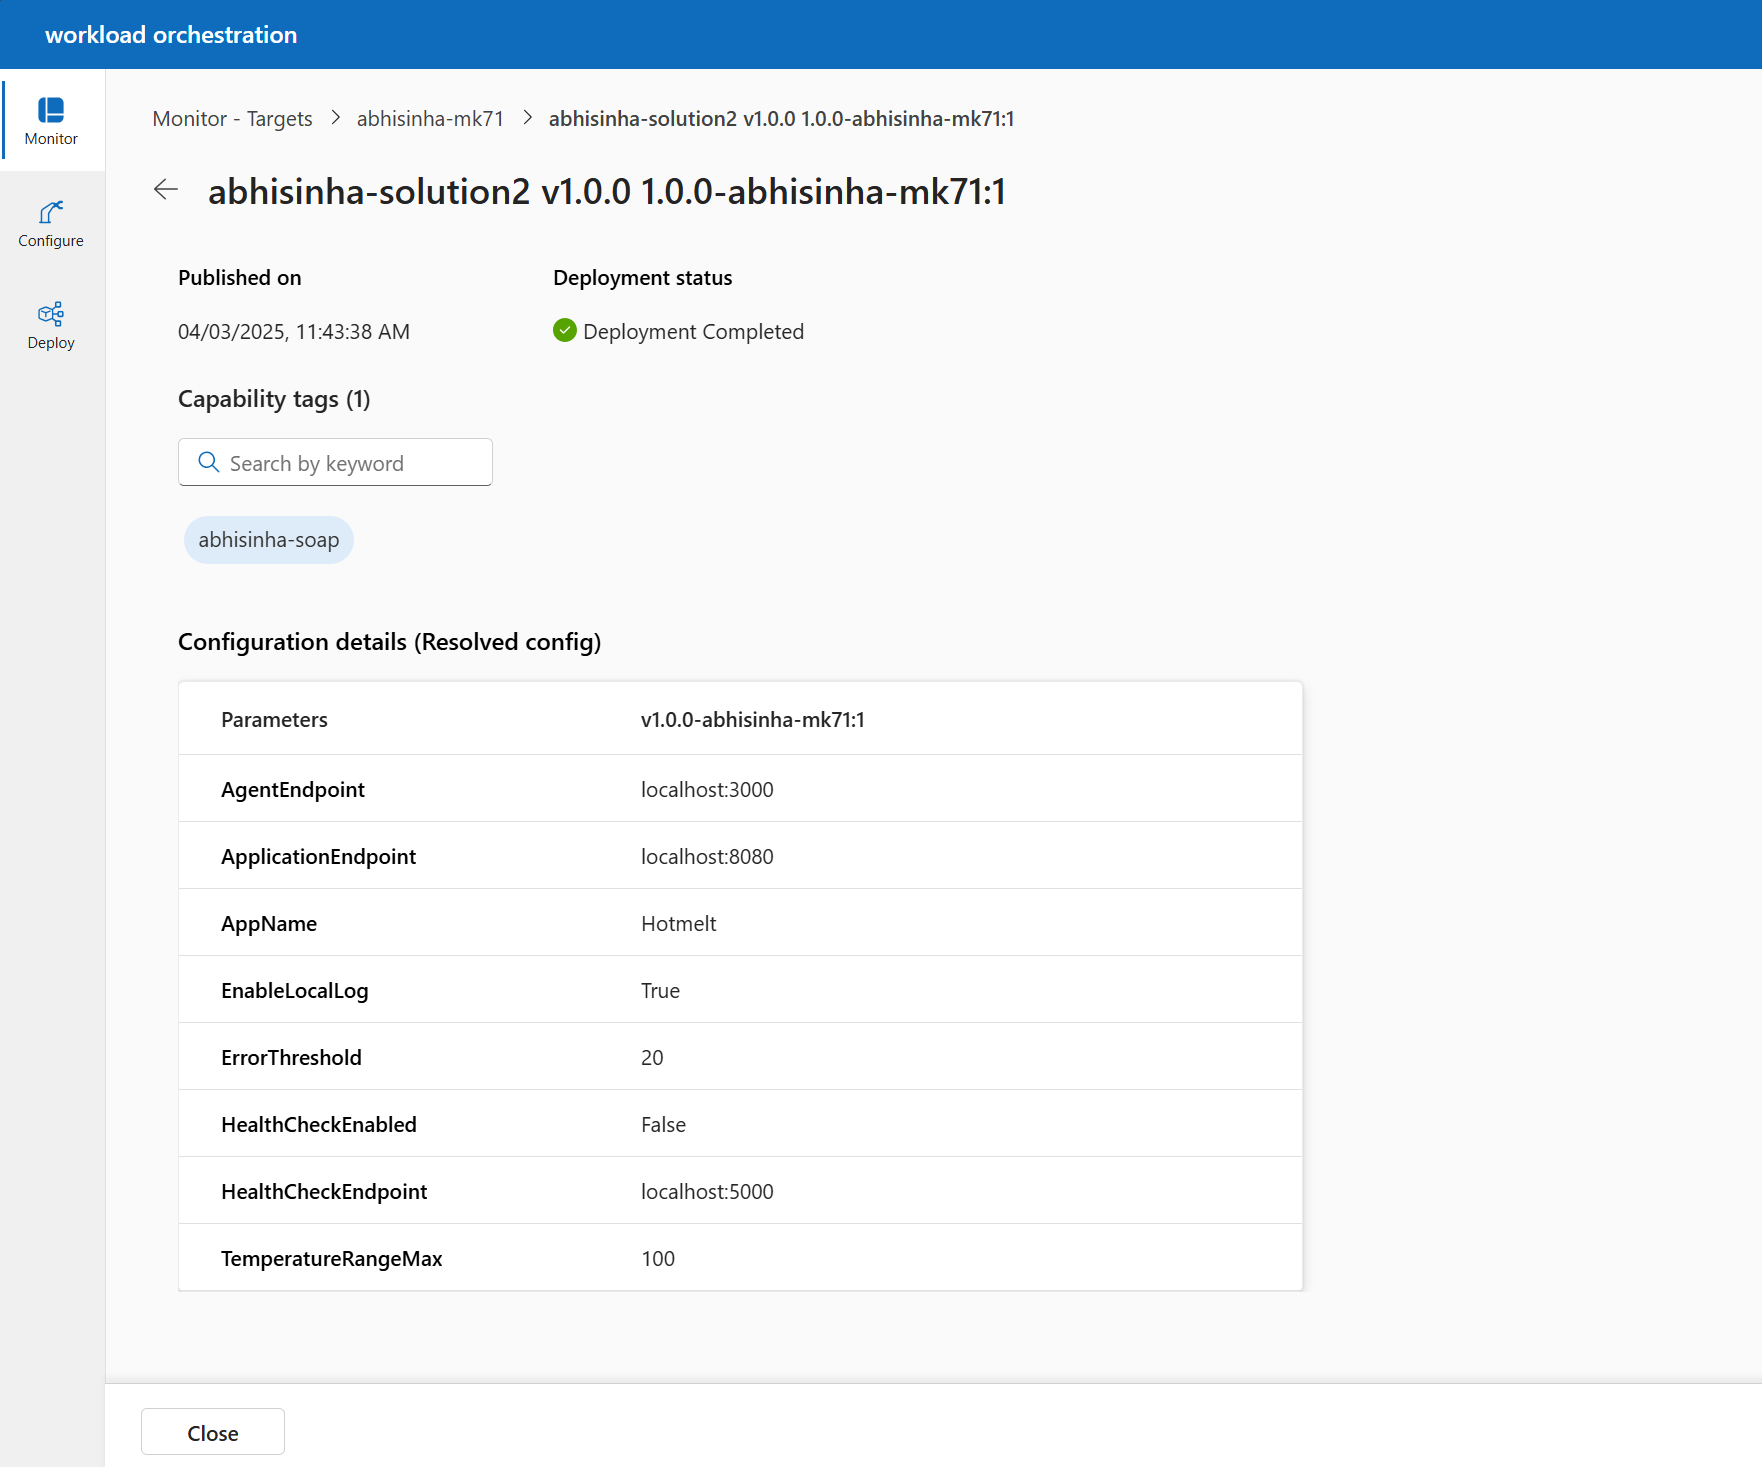 workload orchestration
Monitor
Configure
Deploy
Monitor - Targets > abhisinha-mk71 > abhisinha-solution2 v1.0.0 1.0.0-abhisinha-mk71:1
abhisinha-solution2 v1.0.0 1.0.0-abhisinha-mk71:1
Published on Deployment status
04/03/2025, 11:43:38 AM Deployment Completed
Capability tags (1)
Search by keyword
abhisinha-soap
Configuration details (Resolved config)
Parameters v1.0.0-abhisinha-mk71:1
AgentEndpoint localhost:3000
ApplicationEndpoint localhost:8080
AppName Hotmelt
EnableLocalLog True
ErrorThreshold 20
HealthCheckEnabled False
HealthCheckEndpoint localhost:5000
TemperatureRangeMax 100
Close